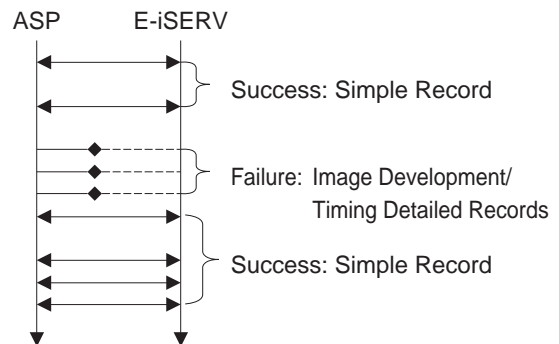 ASP E-iSERV
Success: Simple Record
Failure: Image Development/
Timing Detailed Records
Success: Simple Record